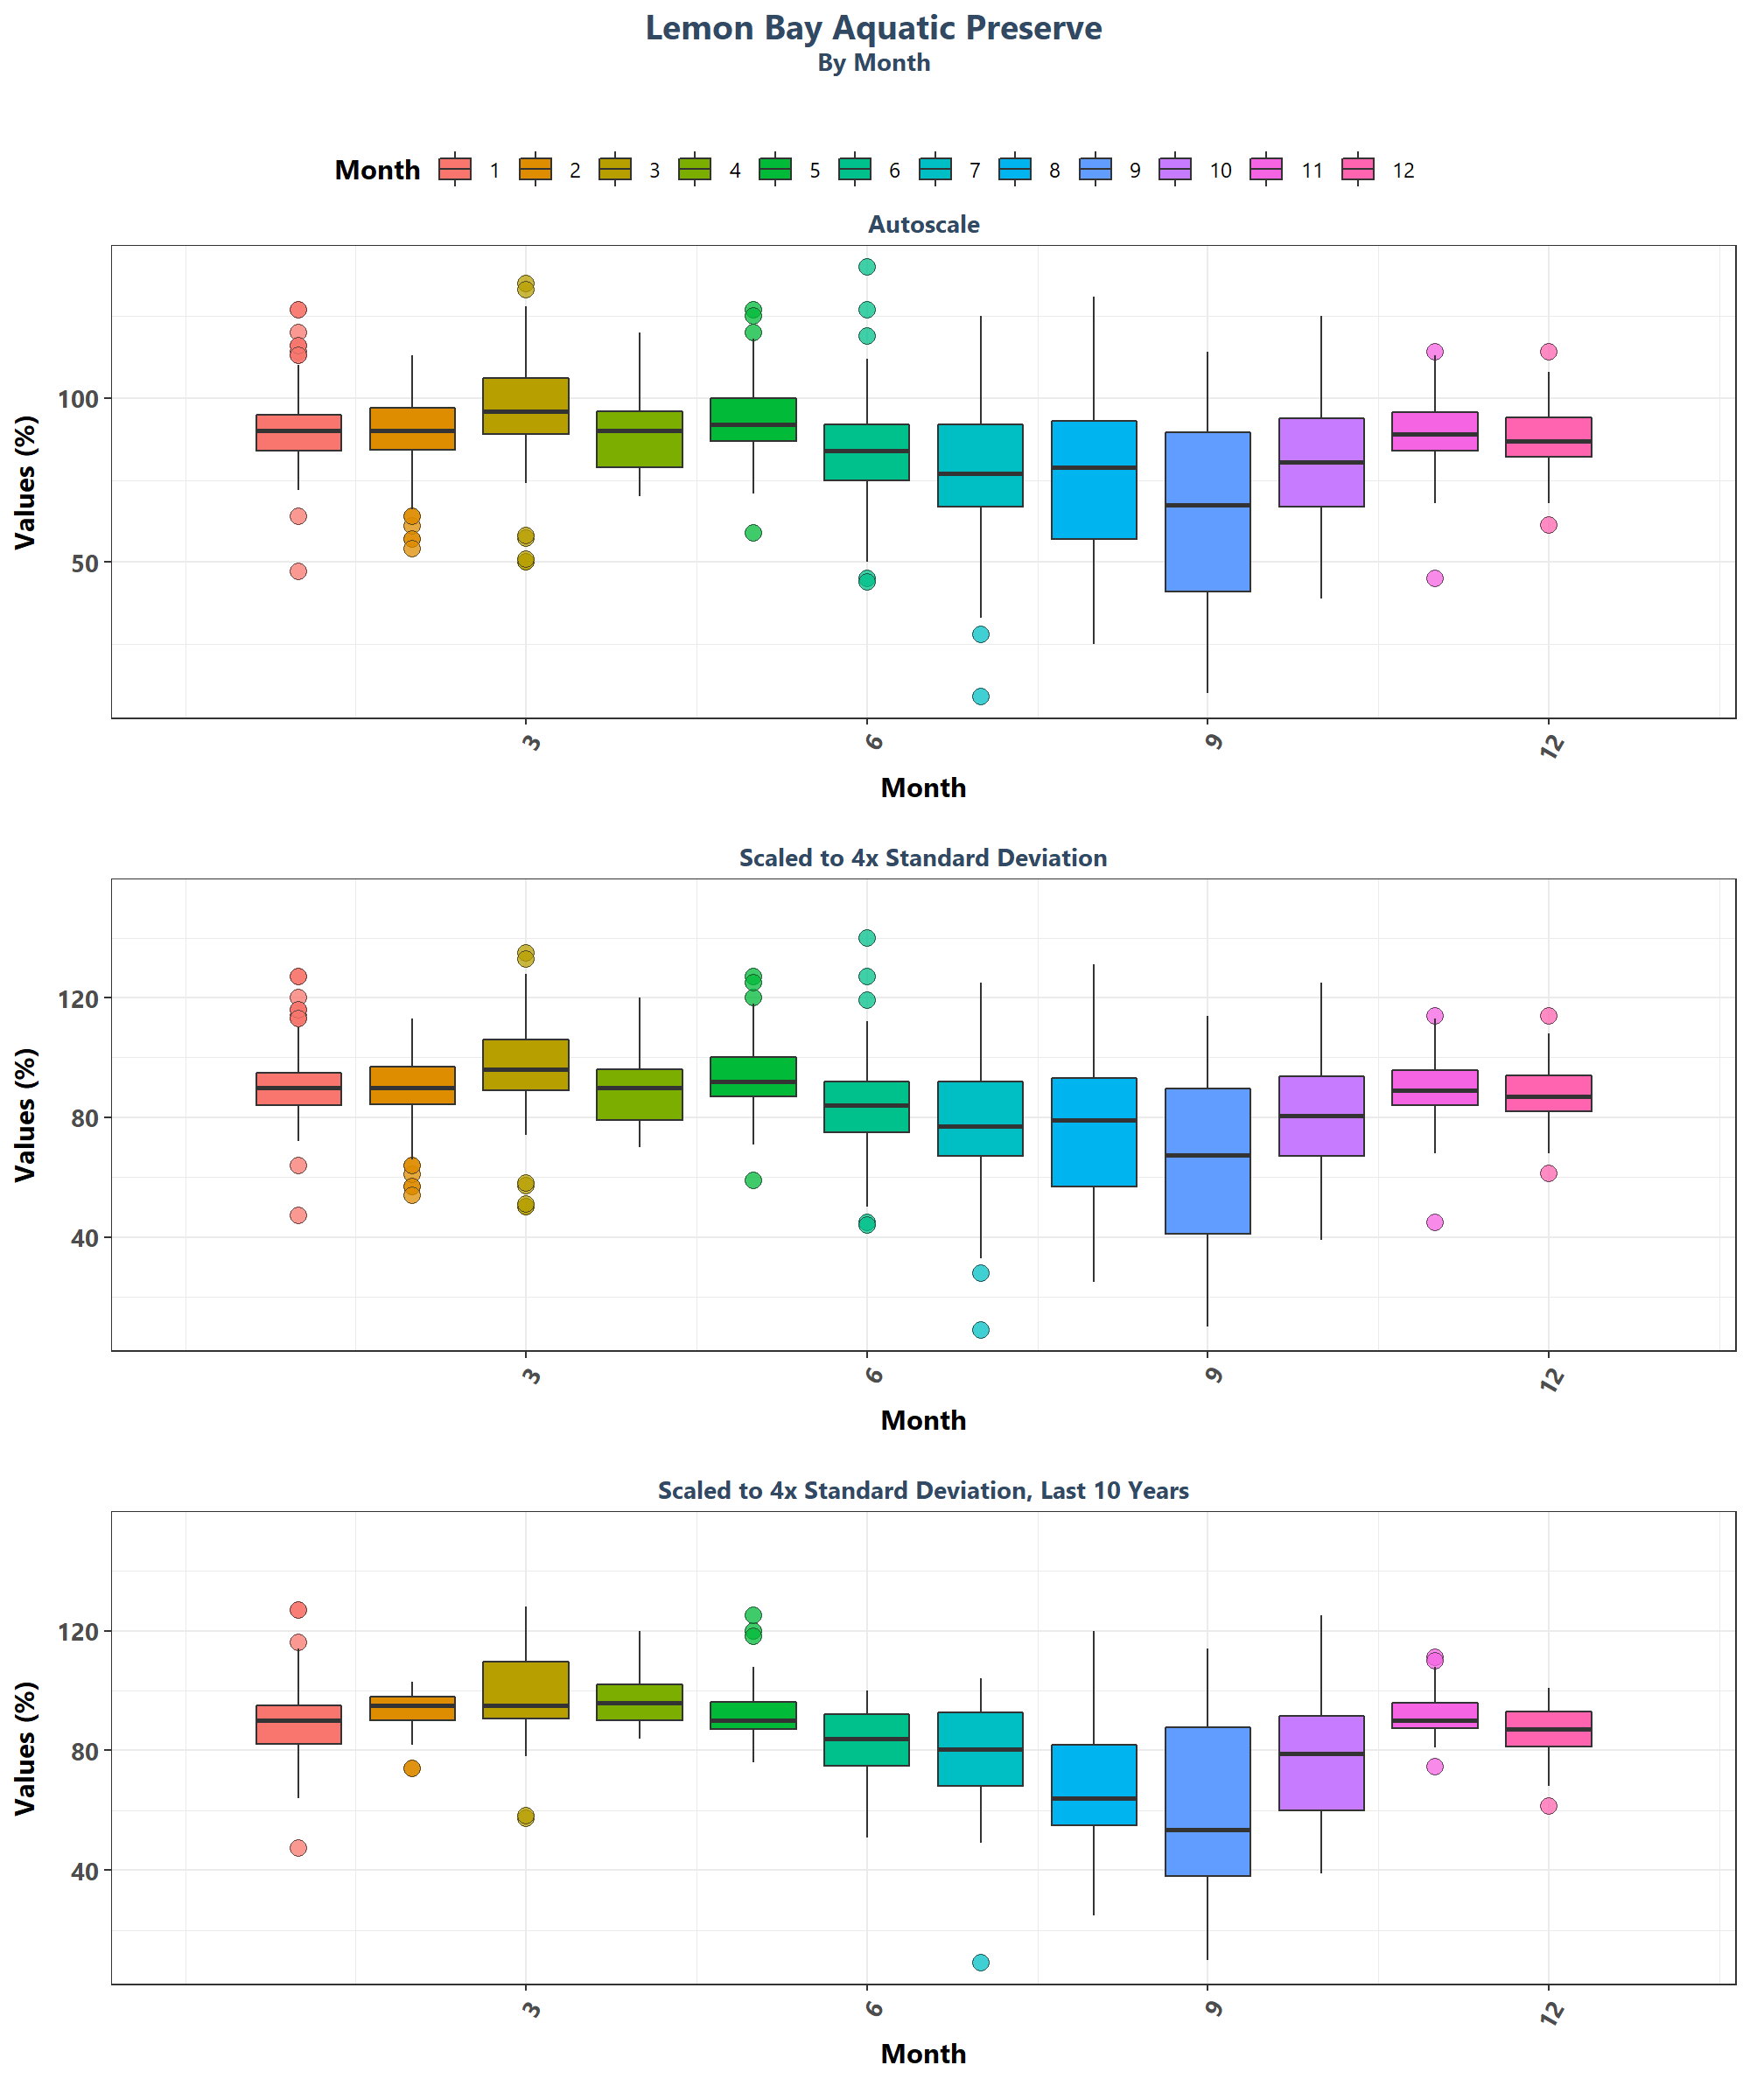 Lemon Bay Aquatic Preserve
By Month
Month 1 2 3 4 5 6 7 8 9 10 11 12
Autoscale
Values (%)
100
50
3 6 9 12
Month
Scaled to 4x Standard Deviation
Values (%)
120
80
40
3 6 9 12
Month
Scaled to 4x Standard Deviation, Last 10 Years
Values (%)
120
80
40
3 6 9 12
Month